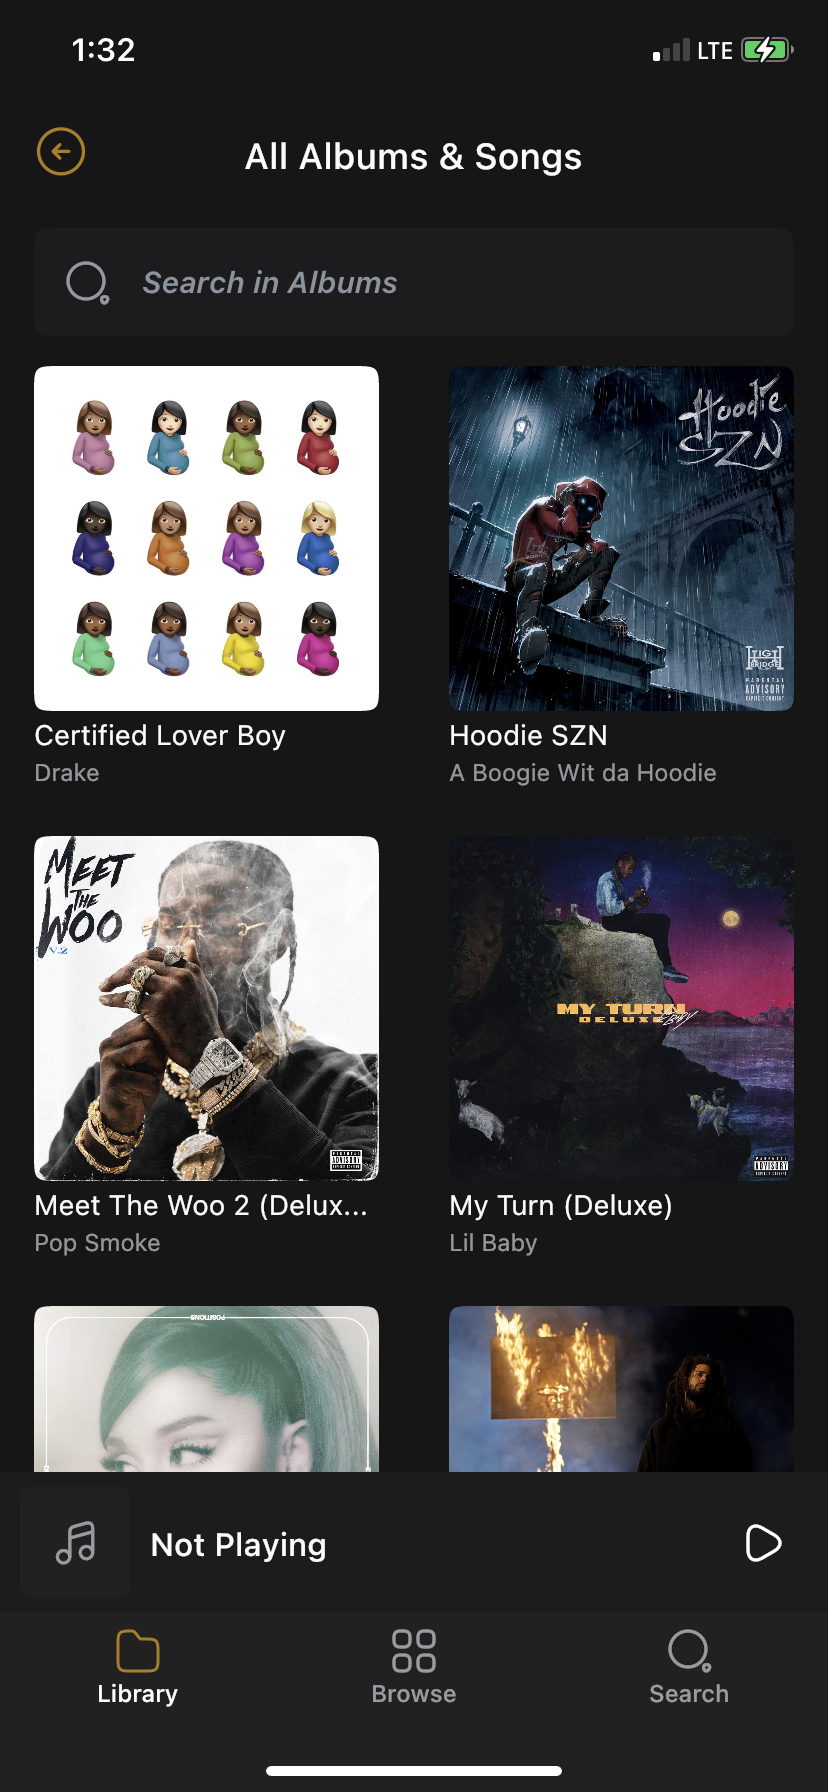 1:32
LTE
All Albums & Songs
Search in Albums
Hoodie
SZN
HIGH
BRIDGE
PARENTAL
ADVISORY
EXPLICIT CONTENT
Certified Lover Boy
Drake
Hoodie SZN
A Boogie Wit da Hoodie
MEET
THE
WOO
V.2
PARENTAL
ADVISORY
EXPLICIT CONTENT
MY TURN
DELUXE
PARENTAL
ADVISORY
EXPLICIT CONTENT
Meet The Woo 2 (Delux...
Pop Smoke
My Turn (Deluxe)
Lil Baby
POSITIONS
Not Playing
Library
Browse
Search